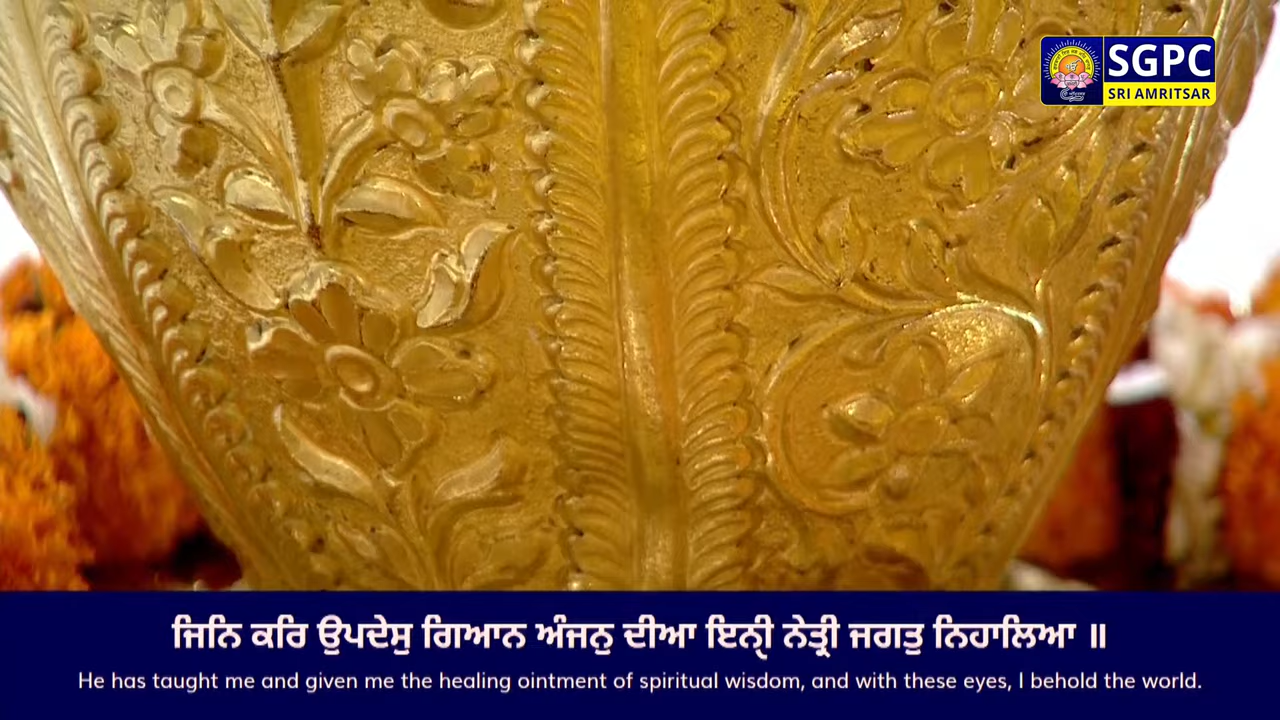 SGPC
SRI AMRITSAR
ਜਿਨਿ ਕਰਿ ਉਪਦੇਸੁ ਗਿਆਨ ਅੰਜਨੁ ਦੀਆ ਇਨੑੀ ਨੇਤ੍ਰੀ ਜਗਤੁ ਨਿਹਾਲਿਆ ॥
He has taught me and given me the healing ointment of spiritual wisdom, and with these eyes, I behold the world.